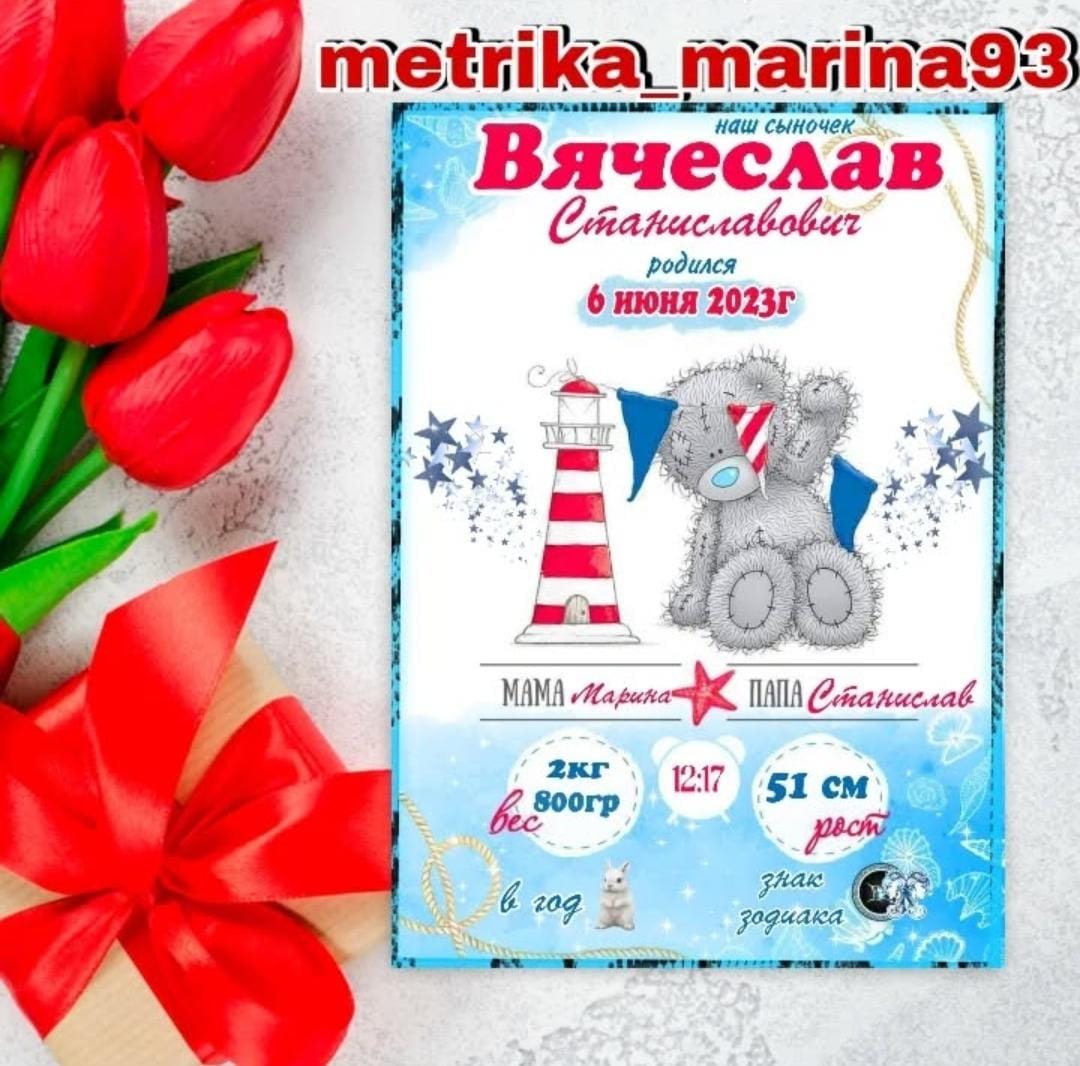 metrika_marina93
наш сыночек
Вячеслав
Станиславович
родился
6 июня 2023г
МАМА Марина ПАПА Станислав
2кг
800гр
вес
12:17
51 см
рост
в год
знак
зодиака